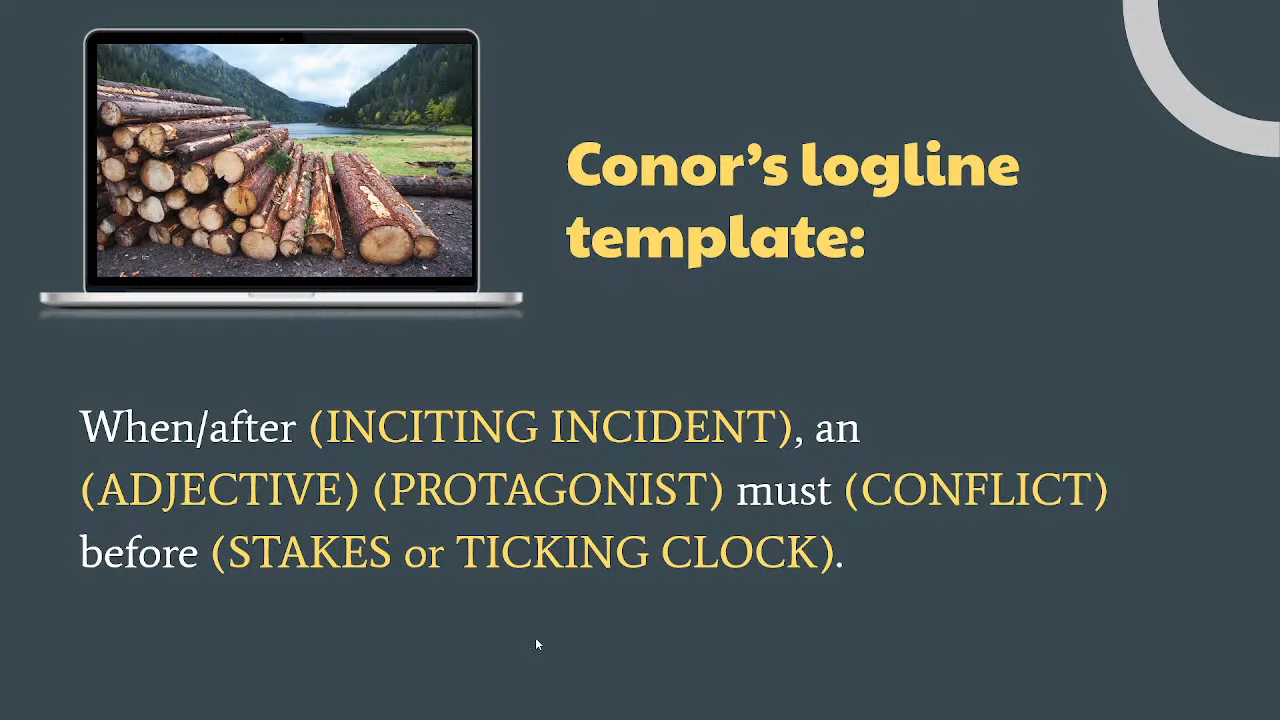 Conor’s logline
template:
When/after (INCITING INCIDENT), an
(ADJECTIVE) (PROTAGONIST) must (CONFLICT)
before (STAKES or TICKING CLOCK).